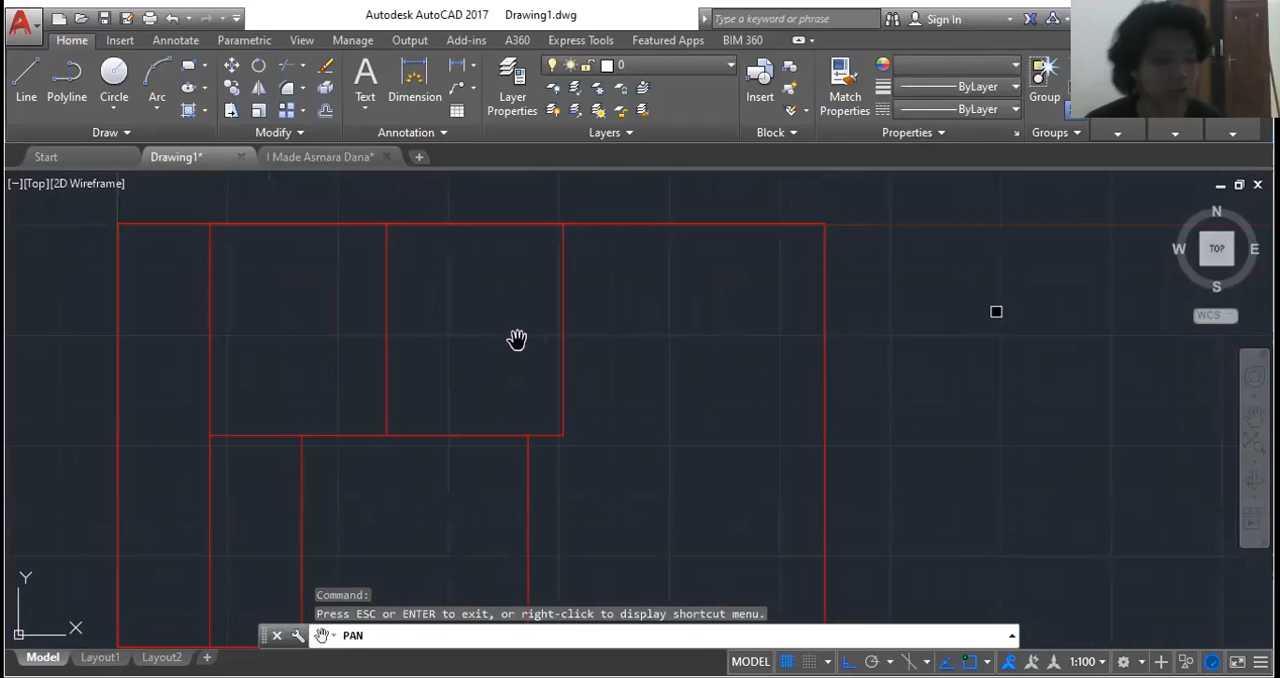 Autodesk AutoCAD 2017 Drawing1.dwg
Type a keyword or phrase
Sign In
Home Insert Annotate Parametric View Manage Output Add-ins A360 Express Tools Featured Apps BIM 360
0
Line Polyline Circle Arc Text Dimension Layer Properties Insert Match Properties ByLayer ByLayer Group
Draw Modify Annotation Layers Block Properties Groups
Start Drawing1* I Made Asmara Dana*
[−][Top][2D Wireframe]
N
W TOP E
S
WCS
Y
X
Command:
Press ESC or ENTER to exit, or right-click to display shortcut menu.
PAN
Model Layout1 Layout2 MODEL 1:100